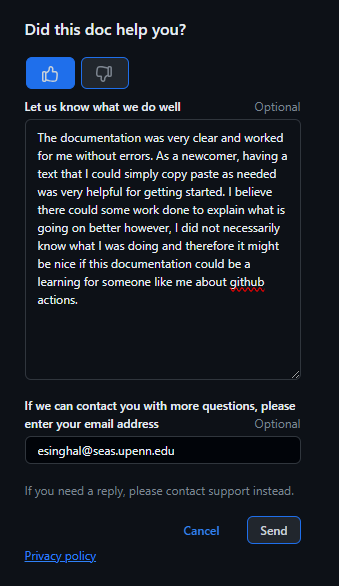 Did this doc help you?
Let us know what we do well Optional
The documentation was very clear and worked
for me without errors. As a newcomer, having a
text that I could simply copy paste as needed
was very helpful for getting started. I believe
there could some work done to explain what is
going on better however, I did not necessarily
know what I was doing and therefore it might
be nice if this documentation could be a
learning for someone like me about github
actions.
If we can contact you with more questions, please
enter your email address Optional
esinghal@seas.upenn.edu
If you need a reply, please contact support instead.
Cancel Send
Privacy policy